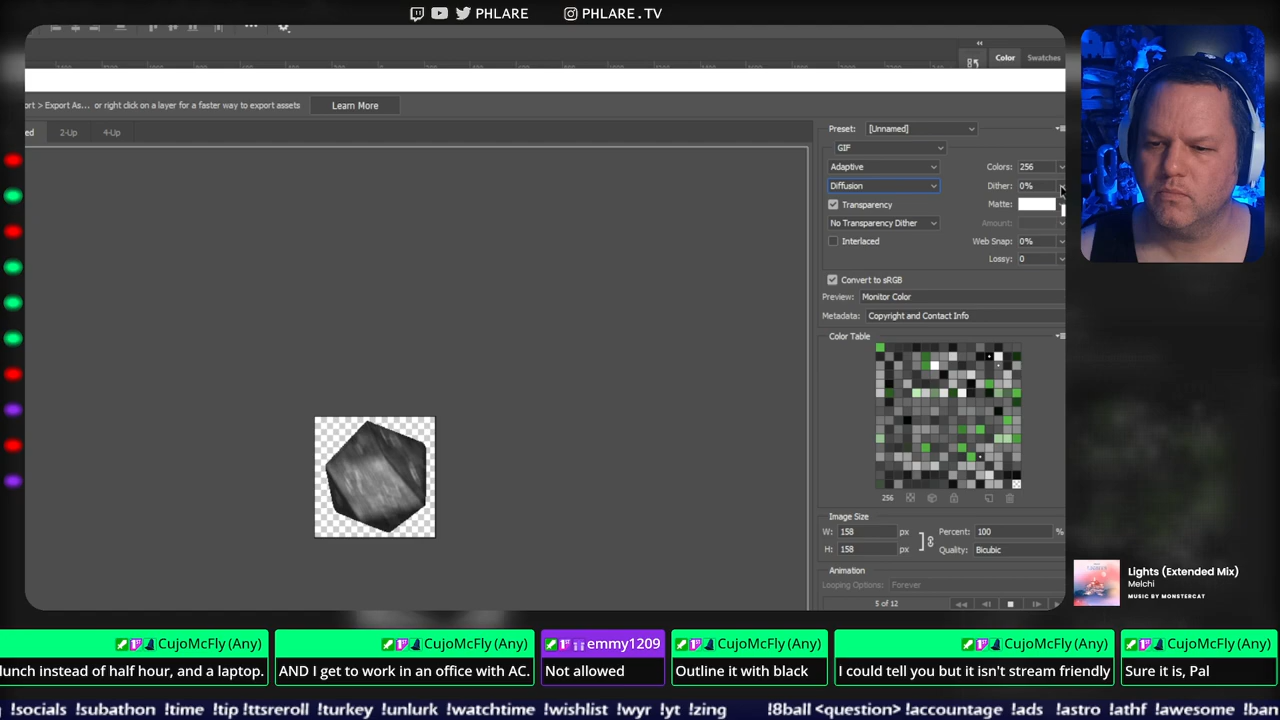 PHLARE
PHLARE.TV
Color
Swatches
ort > Export As... or right click on a layer for a faster way to export assets
Learn More
ed
2-Up
4-Up
Preset:
[Unnamed]
GIF
Adaptive
Colors:
256
Diffusion
Dither:
0%
Transparency
Matte:
No Transparency Dither
Amount:
Interlaced
Web Snap:
0%
Lossy:
0
Convert to sRGB
Preview:
Monitor Color
Metadata:
Copyright and Contact Info
Color Table
256
Image Size
W:
158
px
Percent:
100
%
H:
158
px
Quality:
Bicubic
Animation
Looping Options:
Forever
5 of 12
Lights (Extended Mix)
Melchi
MUSIC BY MONSTERCAT
CujoMcFly (Any)
lunch instead of half hour, and a laptop.
CujoMcFly (Any)
AND I get to work in an office with AC.
emmy1209
Not allowed
CujoMcFly (Any)
Outline it with black
CujoMcFly (Any)
I could tell you but it isn't stream friendly
CujoMcFly (Any)
Sure it is, Pal
!socials !subathon !time !tip !ttsreroll !turkey !unlurk !watchtime !wishlist !wyr !yt !zing !8ball <question> !accountage !ads !astro !athf !awesome !ban